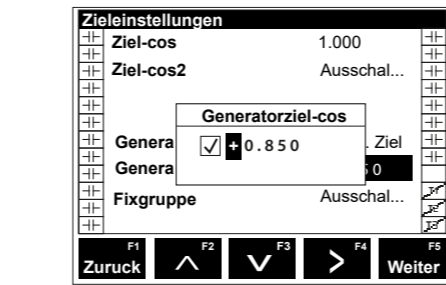 Zieleinstellungen
Ziel-cos 1.000
Ziel-cos2 Ausschal...
Generatorziel-cos
Genera +0.850 . Ziel
Genera 0
Fixgruppe Ausschal...
F1 F2 F3 F4 F5
Zuruck Weiter